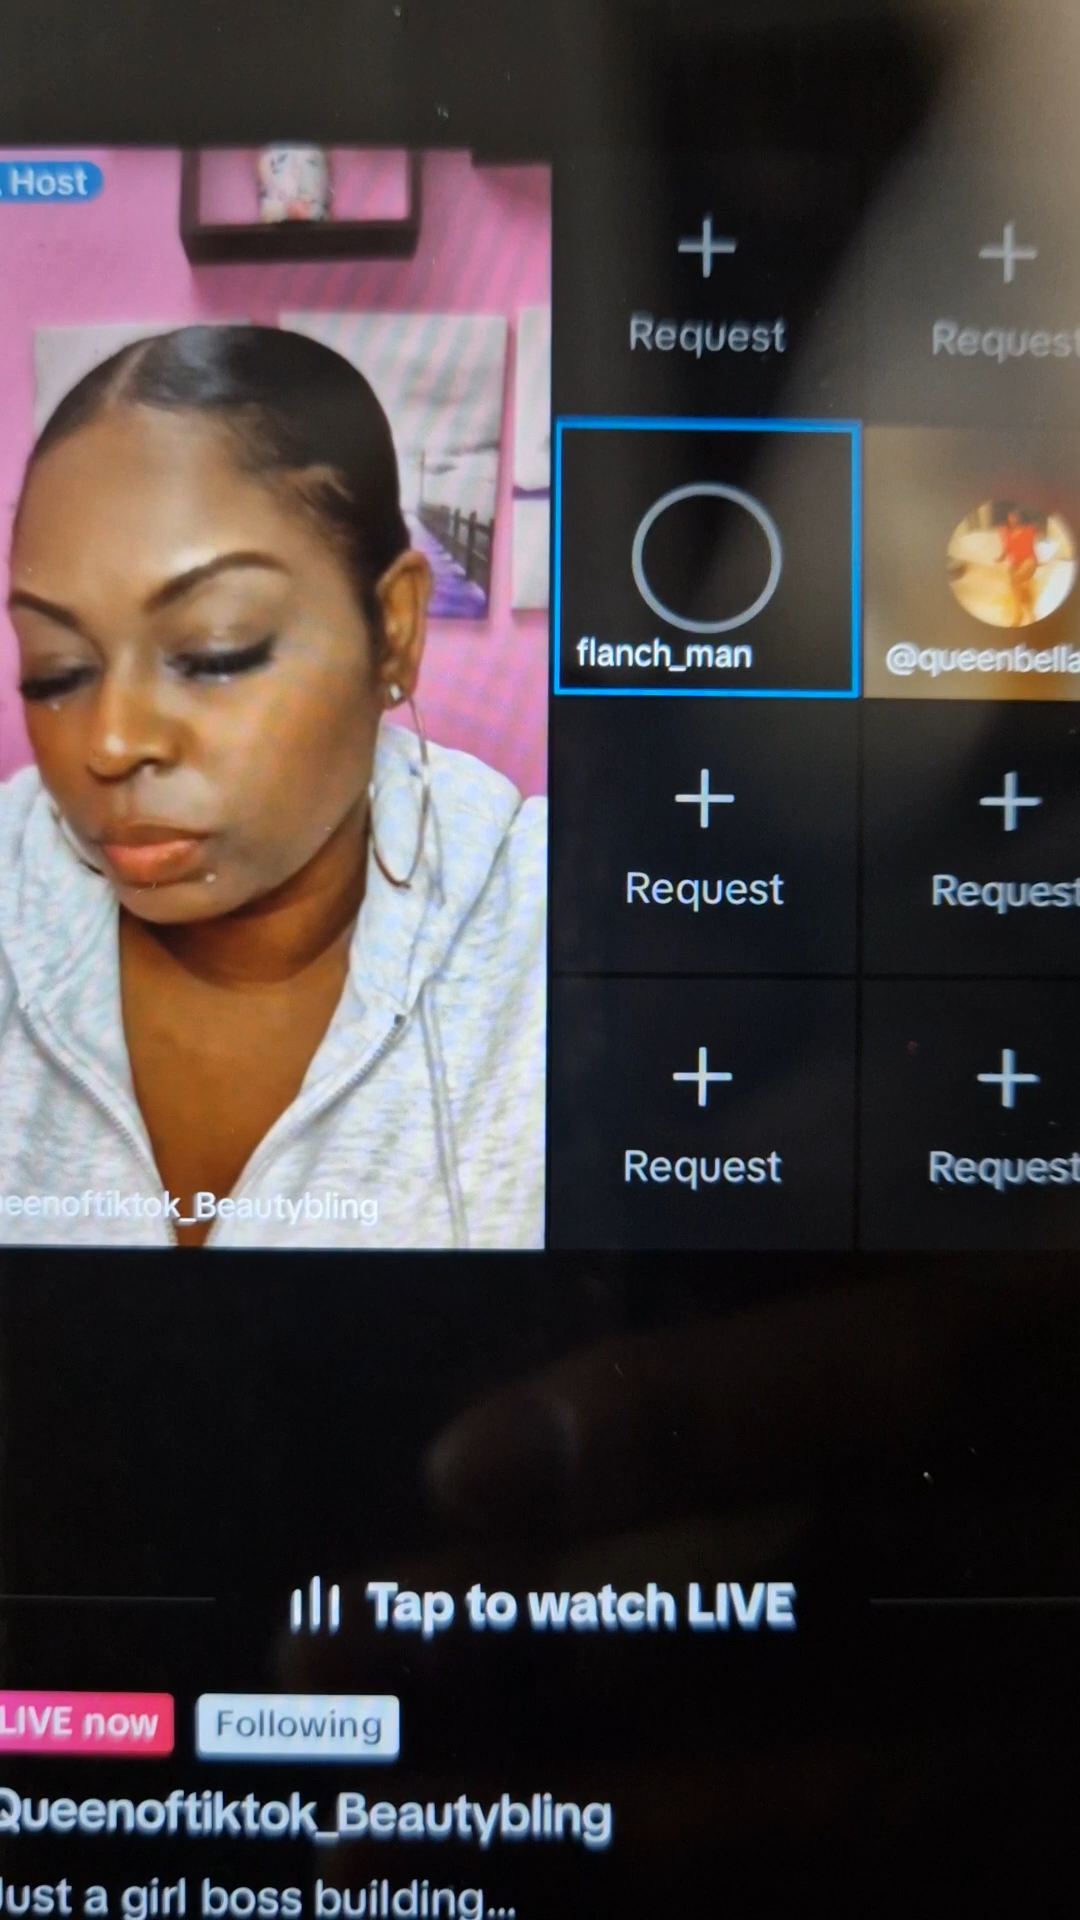 Host
Request
Request
flanch_man
@queenbella
Request
Request
Request
Request
eenoftiktok_Beautybling
Tap to watch LIVE
LIVE now
Following
Queenoftiktok_Beautybling
Just a girl boss building...